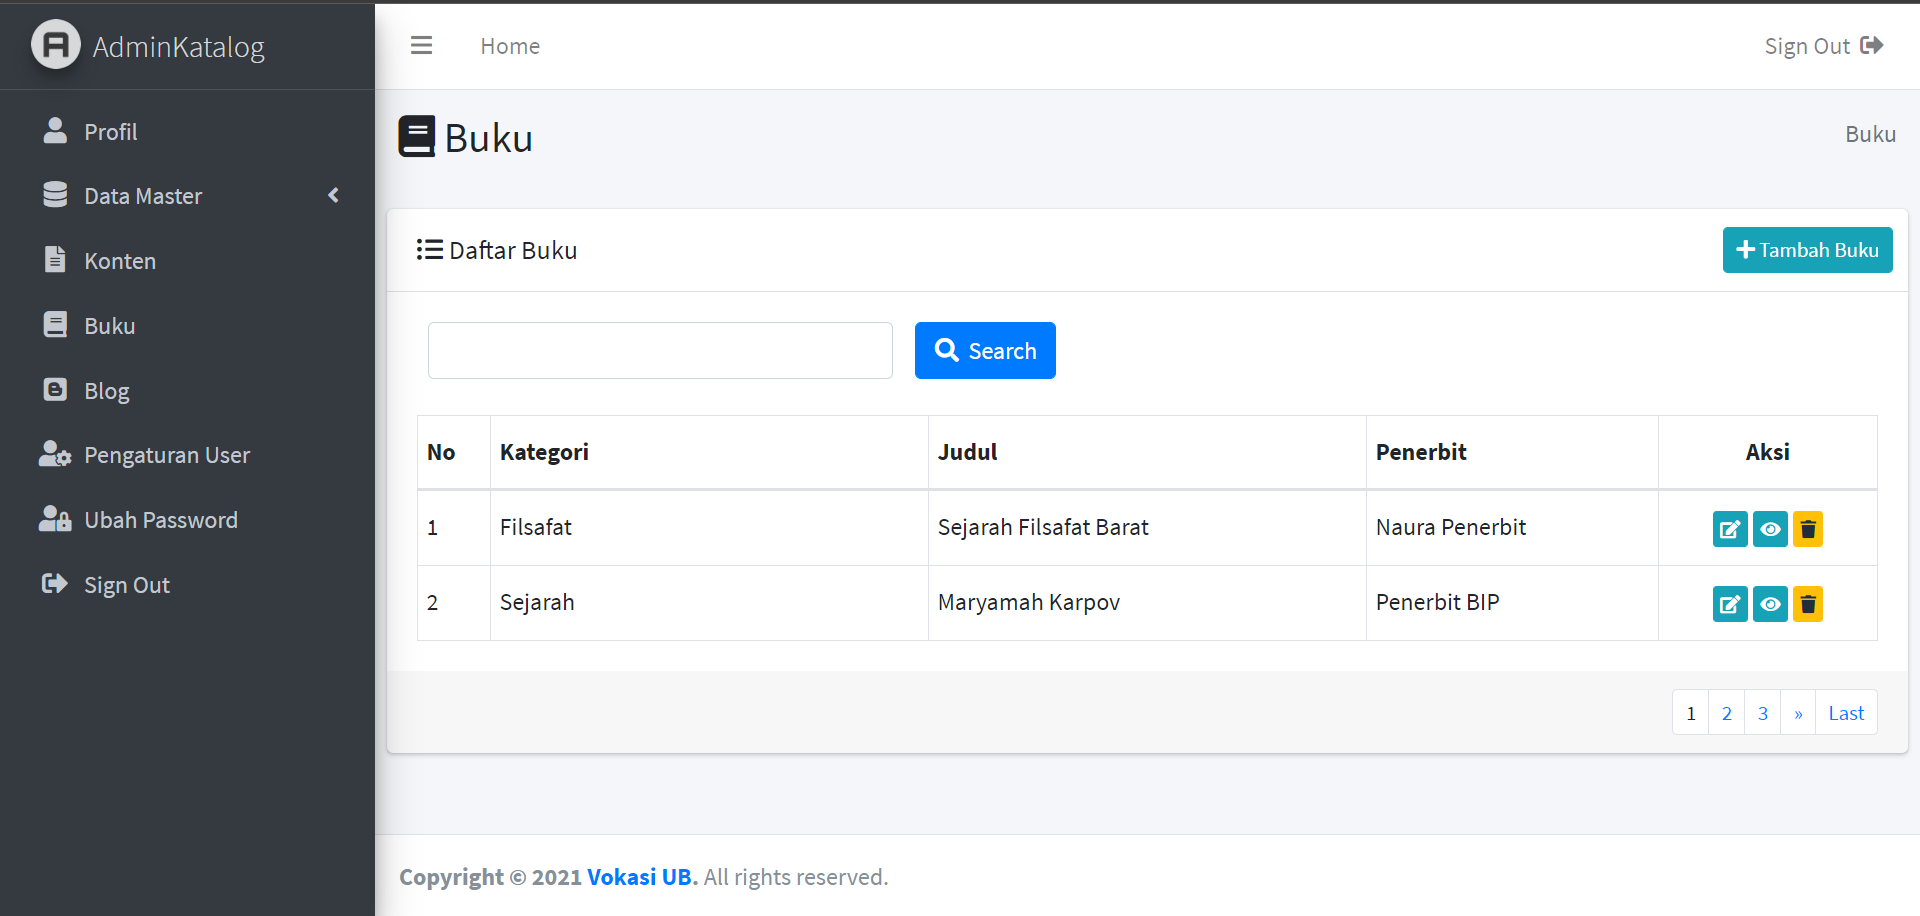 AdminKatalog
Home
Sign Out
Profil
Data Master
Konten
Buku
Blog
Pengaturan User
Ubah Password
Sign Out
Buku
Buku
Daftar Buku
Tambah Buku
Search
No Kategori Judul Penerbit Aksi
1 Filsafat Sejarah Filsafat Barat Naura Penerbit
2 Sejarah Maryamah Karpov Penerbit BIP
1 2 3 » Last
Copyright © 2021 Vokasi UB. All rights reserved.